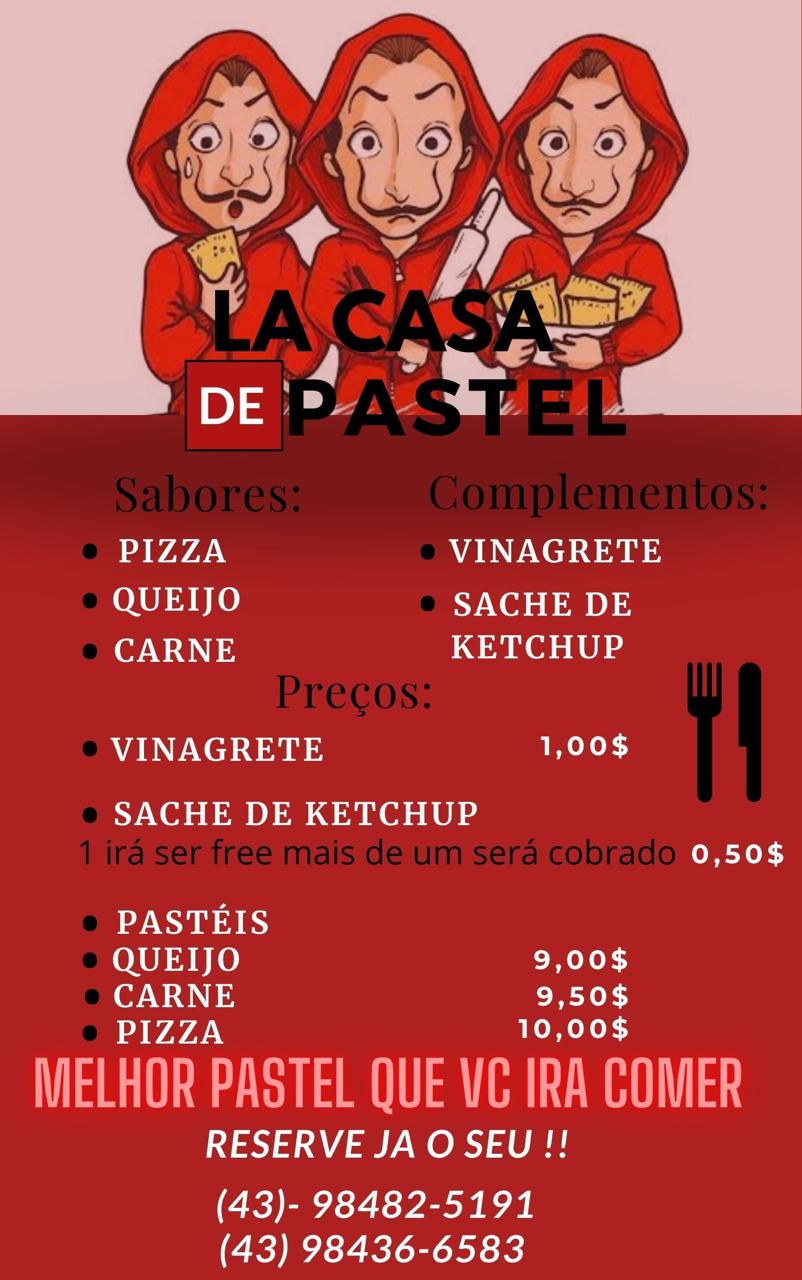 LA CASA
DE PASTEL
Sabores:
• PIZZA
• QUEIJO
• CARNE
Complementos:
• VINAGRETE
• SACHE DE
KETCHUP
Preços:
• VINAGRETE 1,00$
• SACHE DE KETCHUP
1 irá ser free mais de um será cobrado 0,50$
• PASTÉIS
• QUEIJO 9,00$
• CARNE 9,50$
• PIZZA 10,00$
MELHOR PASTEL QUE VC IRA COMER
RESERVE JA O SEU !!
(43)- 98482-5191
(43) 98436-6583